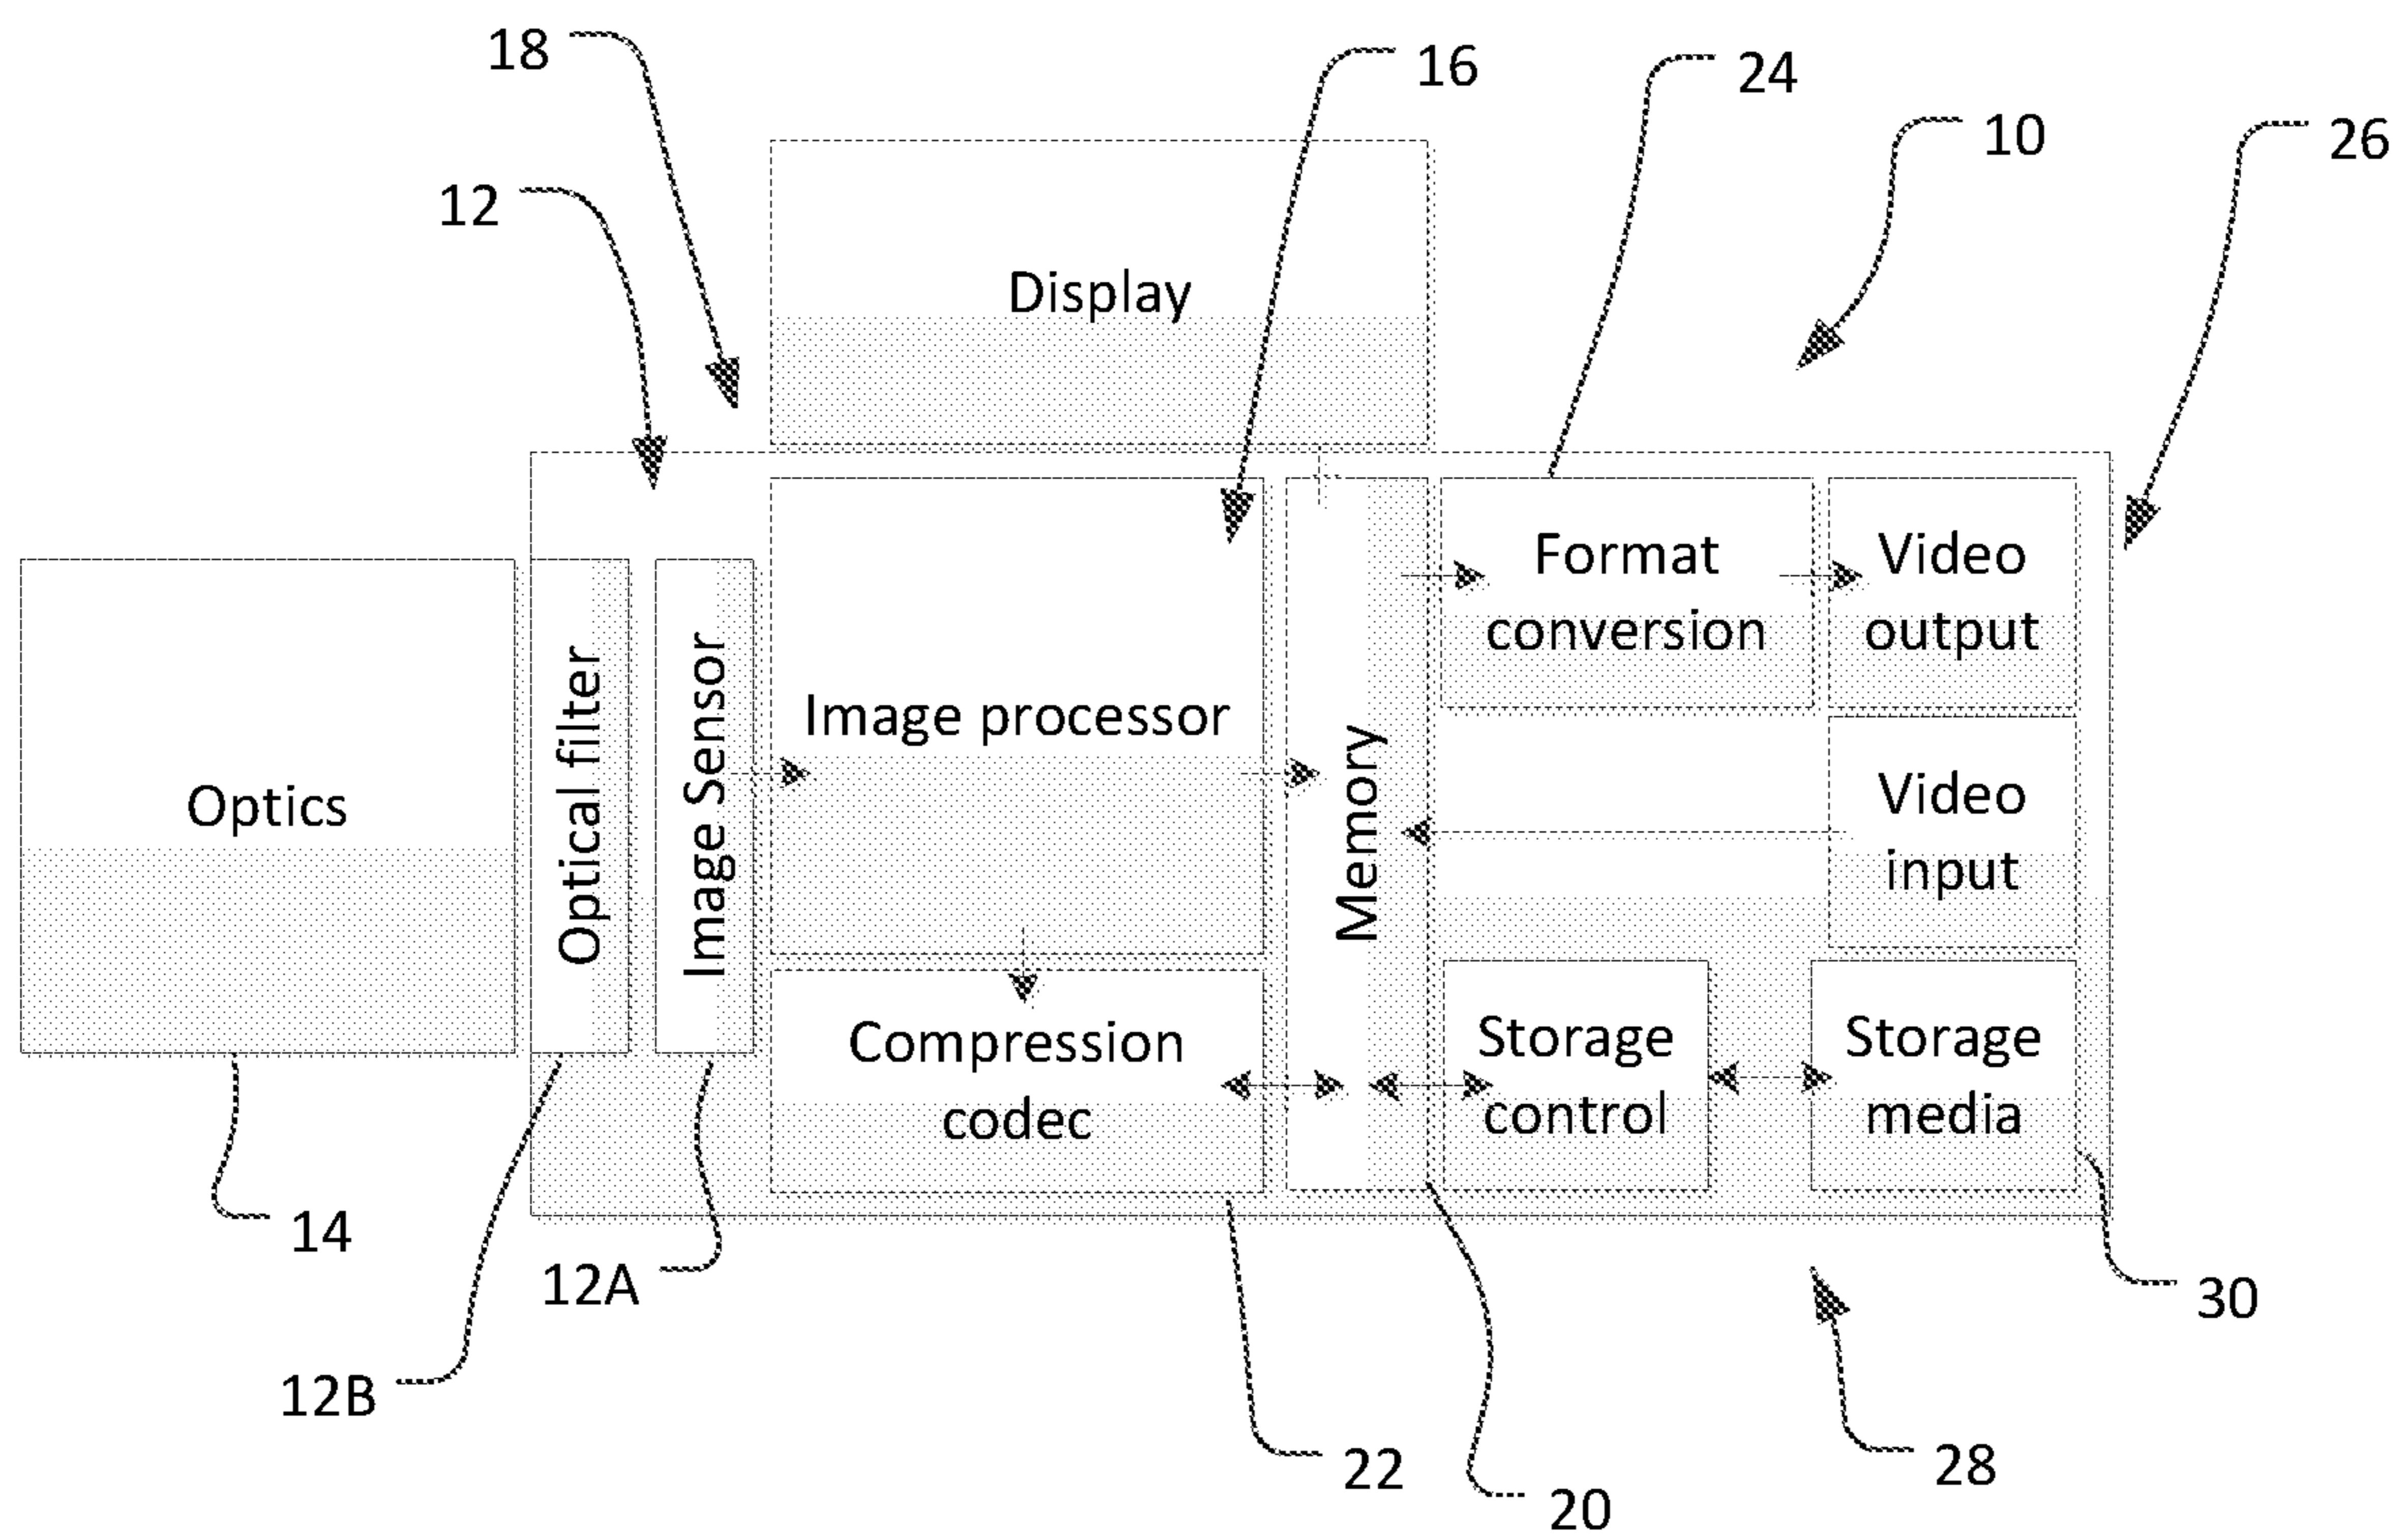 18
16
24
10
26
12
Display
Optics
Optical filter
Image Sensor
Image processor
Memory
Format
conversion
Video
output
Video
input
Compression
codec
Storage
control
Storage
media
14
12A
12B
22
20
28
30